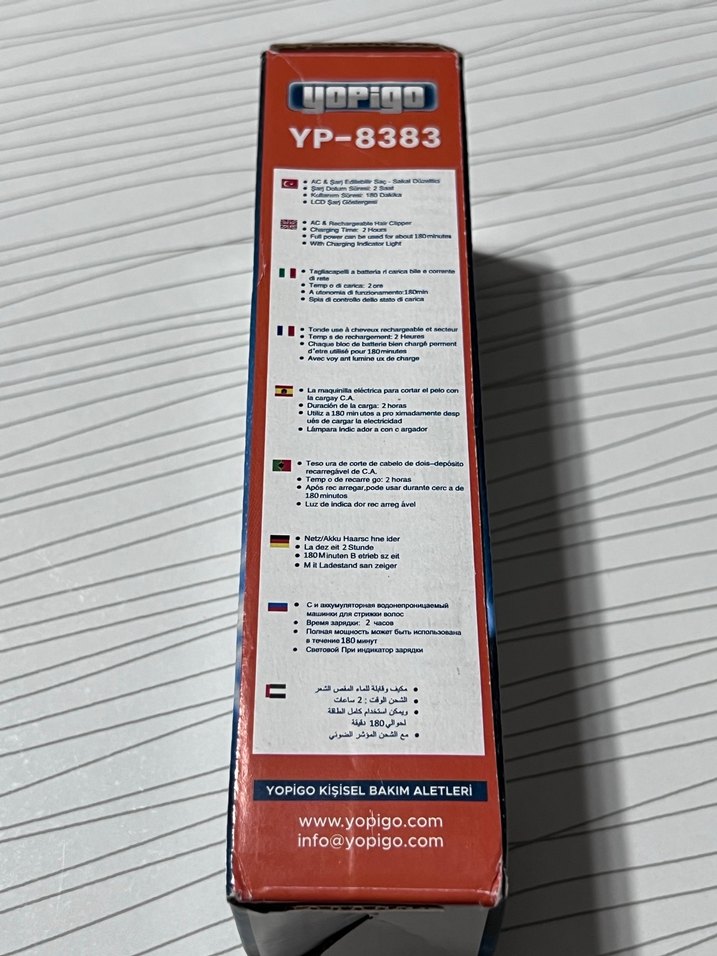 YOPIGO
YP-8383
• AC & Şarj Edilebilir Saç - Sakal Düzeltici
• Şarj Dolum Süresi: 2 Saat
• Kullanım Süresi: 180 Dakika
• LCD Şarj Göstergesi
• AC & Rechargeable Hair Clipper
• Charging Time: 2 Hours
• Full power can be used for about 180minutes
• With Charging Indicator Light
• Tagliacapelli a batteria ri carica bile e corrente
di rete
• Temp o di carica: 2 ore
• A utonomia di funzionamento:180min
• Spia di controllo dello stato di carica
• Tonde use à cheveux rechargeable et secteur
• Temp s de rechargement: 2 Heures
• Chaque bloc de batterie bien chargé perment
d'etre utilisé pour 180minutes
• Avec voy ant lumine ux de charge
• La maquinilla eléctrica para cortar el pelo con
la cargay C.A.
• Duración de la carga: 2 horas
• Utiliz a 180 min utos a pro ximadamente desp
ués de cargar la electricidad
• Lámpara Indic ador a con c argador
• Teso ura de corte de cabelo de dois-depósito
recarregável de C.A.
• Temp o de recarre go: 2 horas
• Após rec arregar,pode usar durante cerc a de
180 minutos
• Luz de indica dor rec arreg ável
• Netz/Akku Haarsc hne ider
• La dez eit 2 Stunde
• 180 Minuten B etrieb sz eit
• M it Ladestand san zeiger
• С и аккумуляторная водонепроницаемый
машинки для стрижки волос
• Время зарядки: 2 часов
• Полная мощность может быть использована
в течение 180 минут
• Световой При индикатор зарядки
• مكيف وقابلة للماء المقص الشعر
• الشحن الوقت : 2 ساعات
• ويمكن استخدام كامل الطاقة
لحوالي 180 دقيقة
• مع الشحن المؤشر الضوئي
YOPİGO KİŞİSEL BAKIM ALETLERİ
www.yopigo.com
info@yopigo.com